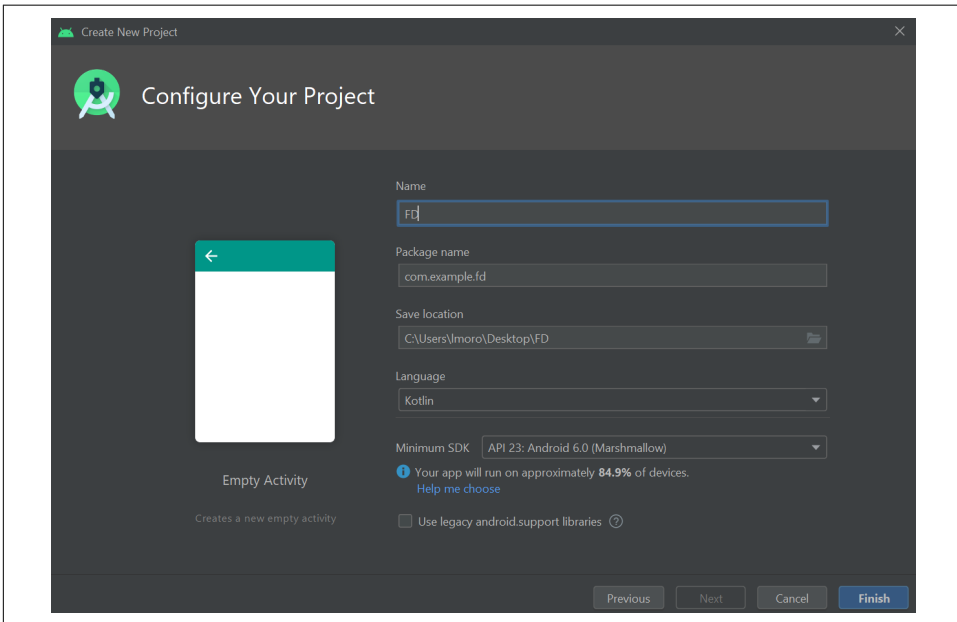 Create New Project
Configure Your Project
Name
FD
Package name
com.example.fd
Save location
C:\Users\lmoro\Desktop\FD
Language
Kotlin
Minimum SDK API 23: Android 6.0 (Marshmallow)
Your app will run on approximately 84.9% of devices.
Help me choose
Use legacy android.support libraries
Empty Activity
Creates a new empty activity
Previous Next Cancel Finish